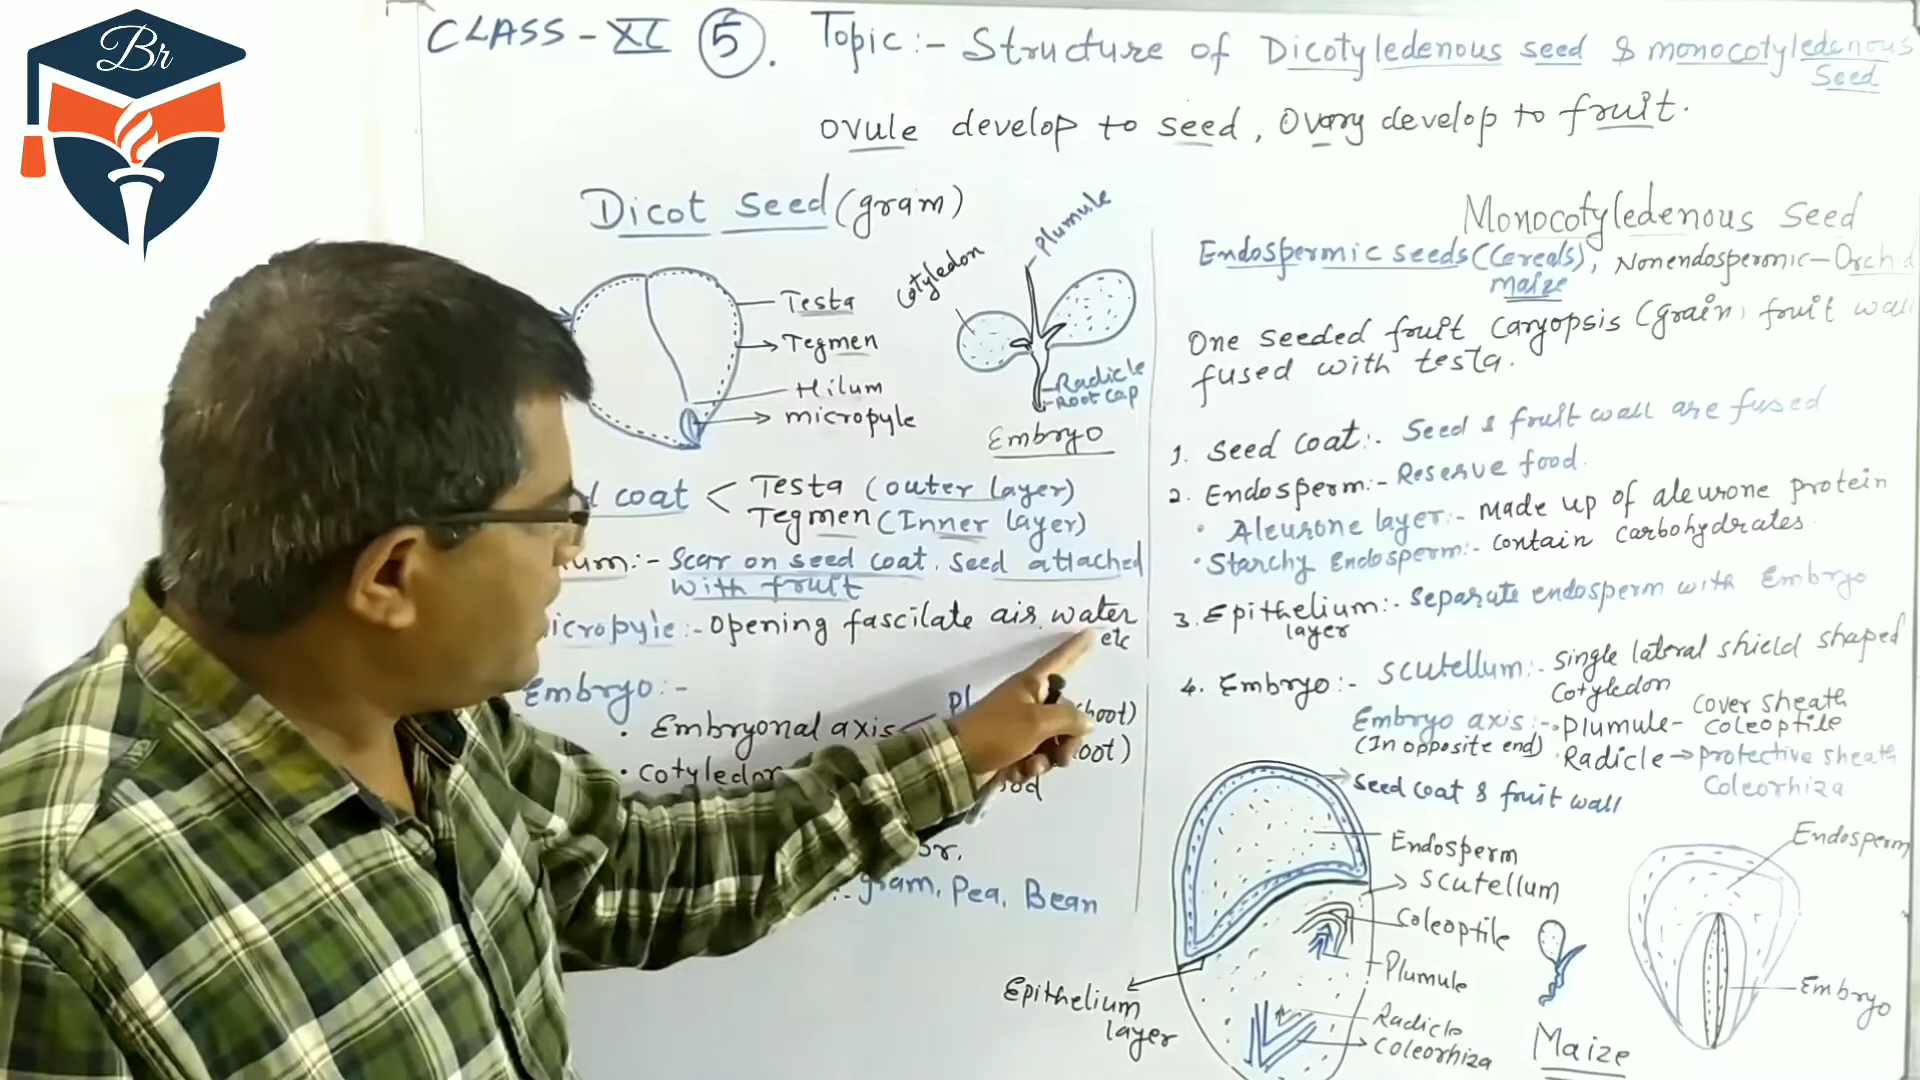 Br
CLASS - XI (5). Topic :- Structure of Dicotyledenous seed & monocotyledenous
Seed
Ovule develop to seed, Ovary develop to fruit.
Dicot Seed (gram)
Testa
Tegmen
Hilum
micropyle
Cotyledon
Plumule
Radicle
Root cap
Embryo
coat < Testa (outer layer)
Tegmen (Inner layer)
:- Scar on seed coat. Seed attached
with fruit
icropyle :- Opening fascilate air, water
etc
Embryo :-
• Embryonal axis
hoot)
oot)
• Cotyledon
gram, Pea, Bean
Monocotyledenous Seed
Endospermic seeds (Cereals), Nonendosperonic - Orchid
maize
One seeded fruit Caryopsis (grain) fruit wall
fused with testa.
1. Seed coat :- Seed & fruit wall are fused
2. Endosperm :- Reserve food.
• Aleurone layer :- made up of aleurone protein
• Starchy Endosperm :- contain carbohydrates.
3. Epithelium :- Separate endosperm with Embryo
layer
4. Embryo :- Scutellum :- Single lateral shield shaped
Cotyledon
Embryo axis :- • Plumule - Cover sheath
Coleoptile
(In opposite end) • Radicle → Protective sheath
Coleorhiza
Seed coat & fruit wall
Endosperm
Scutellum
Coleoptile
Plumule
Radicle
Coleorhiza
Epithelium
layer
Maize
Endosperm
Embryo